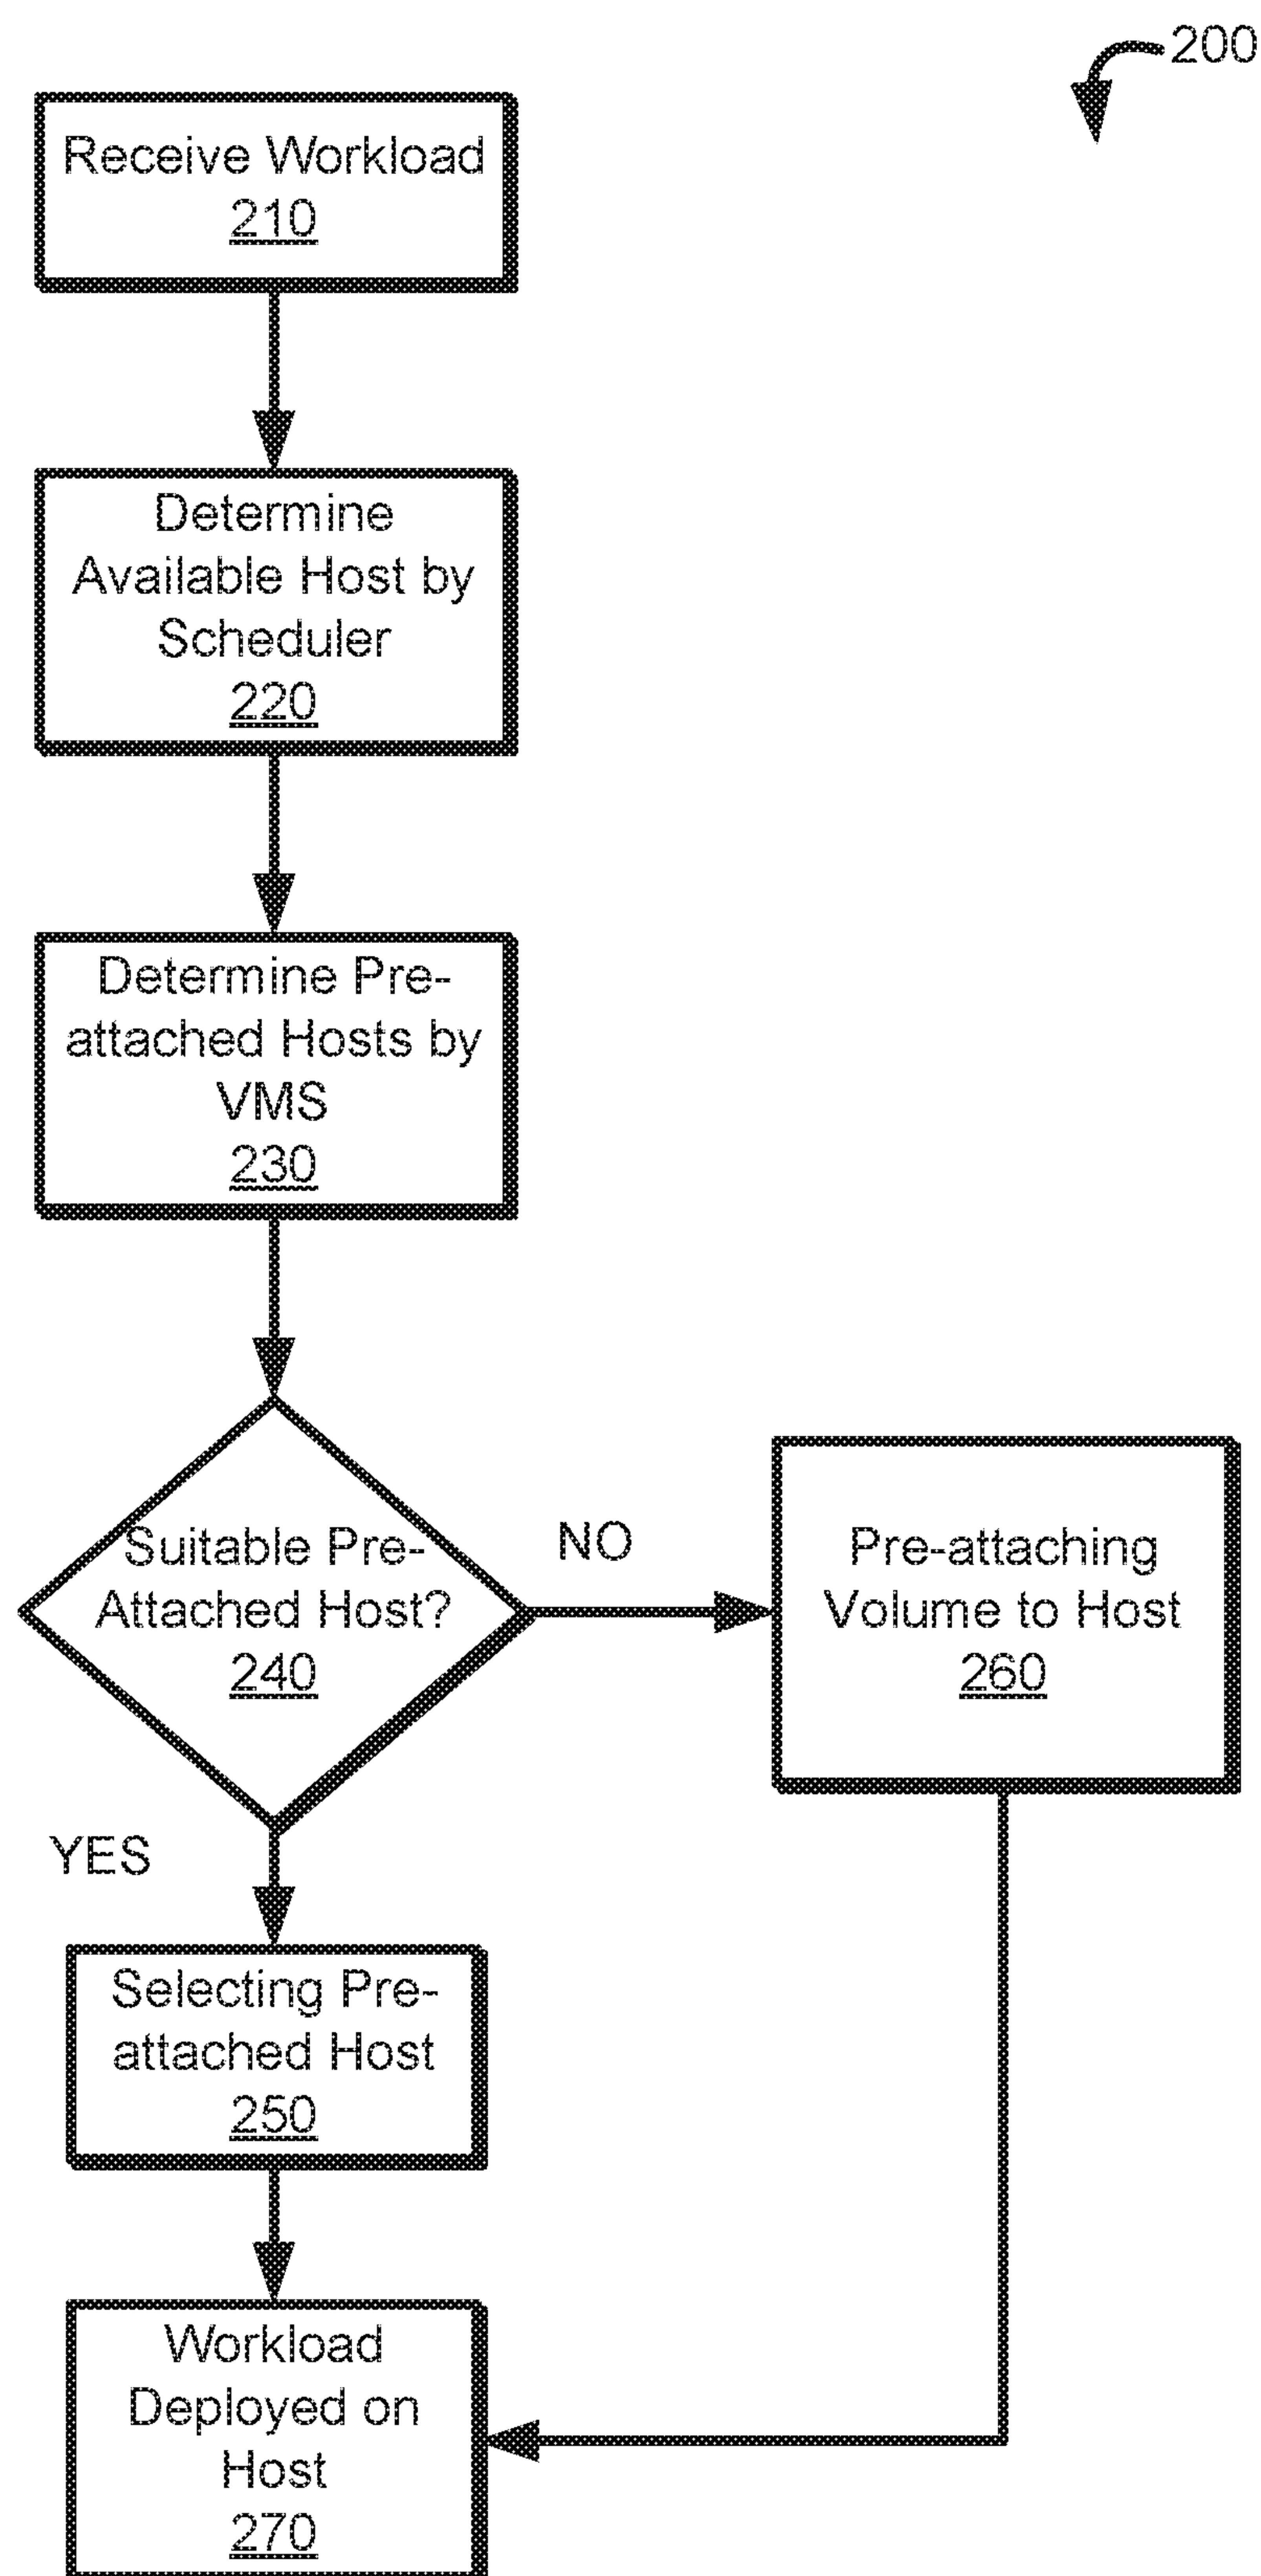 200
Receive Workload
210
Determine
Available Host by
Scheduler
220
Determine Pre-
attached Hosts by
VMS
230
Suitable Pre-
Attached Host?
240
NO
Pre-attaching
Volume to Host
260
YES
Selecting Pre-
attached Host
250
Workload
Deployed on
Host
270